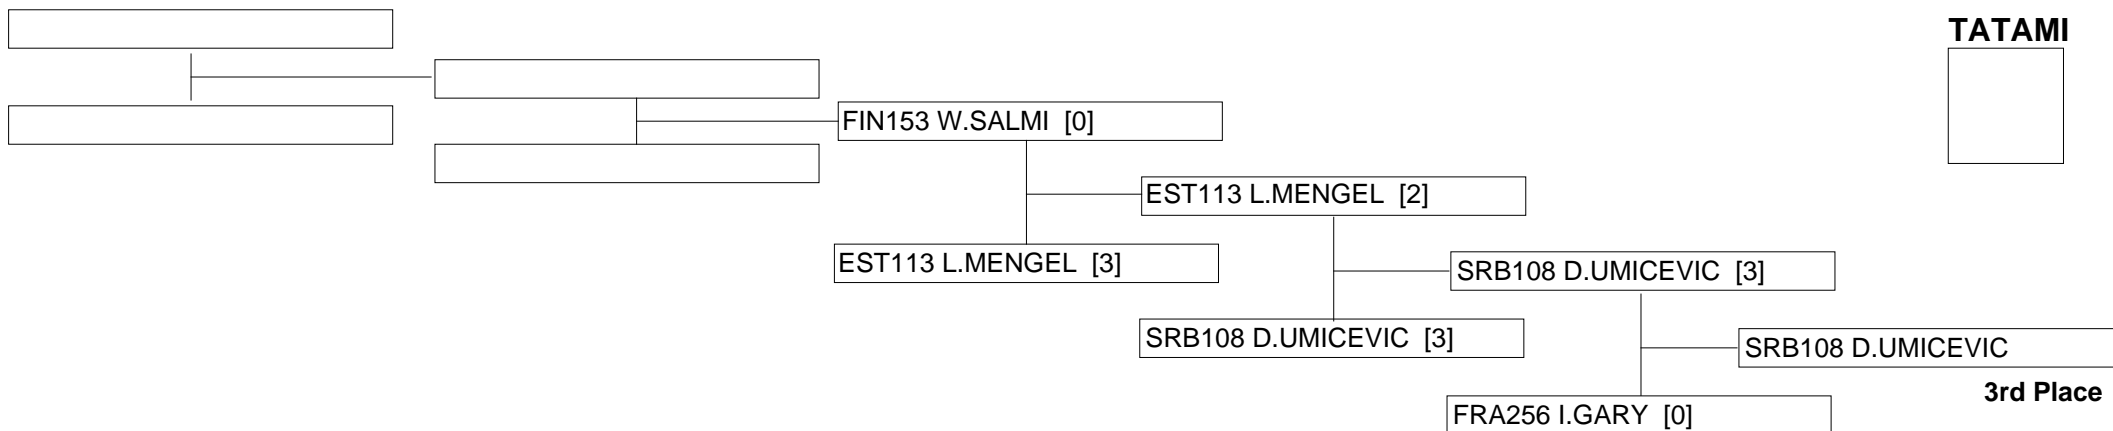 TATAMI
FIN153 W.SALMI [0]
EST113 L.MENGEL [2]
EST113 L.MENGEL [3]
SRB108 D.UMICEVIC [3]
SRB108 D.UMICEVIC [3]
SRB108 D.UMICEVIC
3rd Place
FRA256 I.GARY [0]